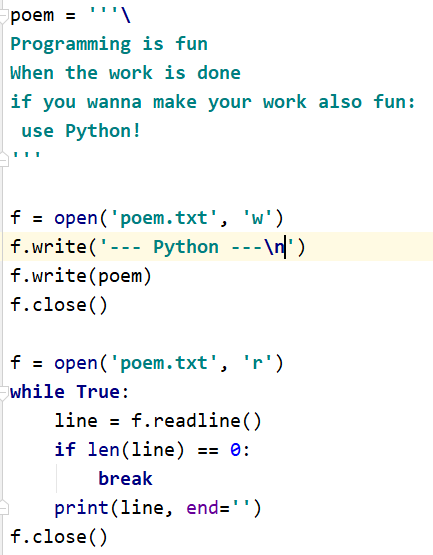 poem = '''\
Programming is fun
When the work is done
if you wanna make your work also fun:
 use Python!
'''

f = open('poem.txt', 'w')
f.write('--- Python ---\n')
f.write(poem)
f.close()

f = open('poem.txt', 'r')
while True:
    line = f.readline()
    if len(line) == 0:
        break
    print(line, end='')
f.close()